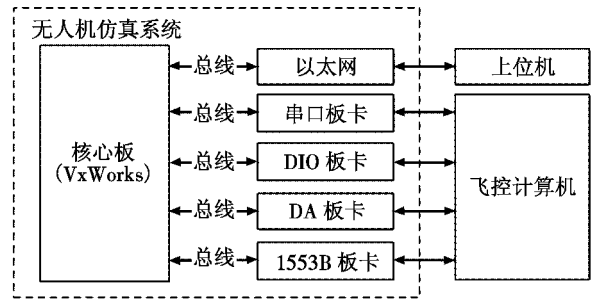 无人机仿真系统
总线 以太网 上位机
总线 串口板卡
核心板
(VxWorks)
总线 DIO 板卡
飞控计算机
总线 DA 板卡
总线 1553B 板卡